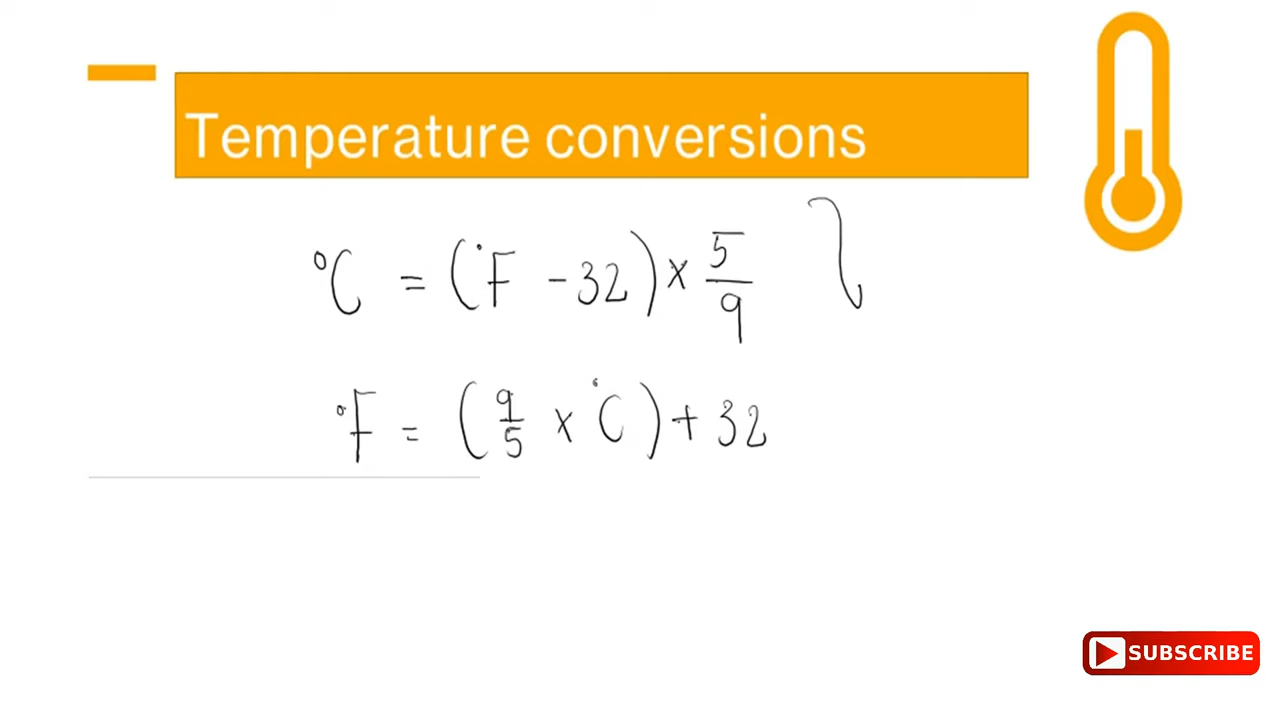 Temperature conversions
°C = (°F - 32) × 5/9
°F = (9/5 × °C) + 32
SUBSCRIBE